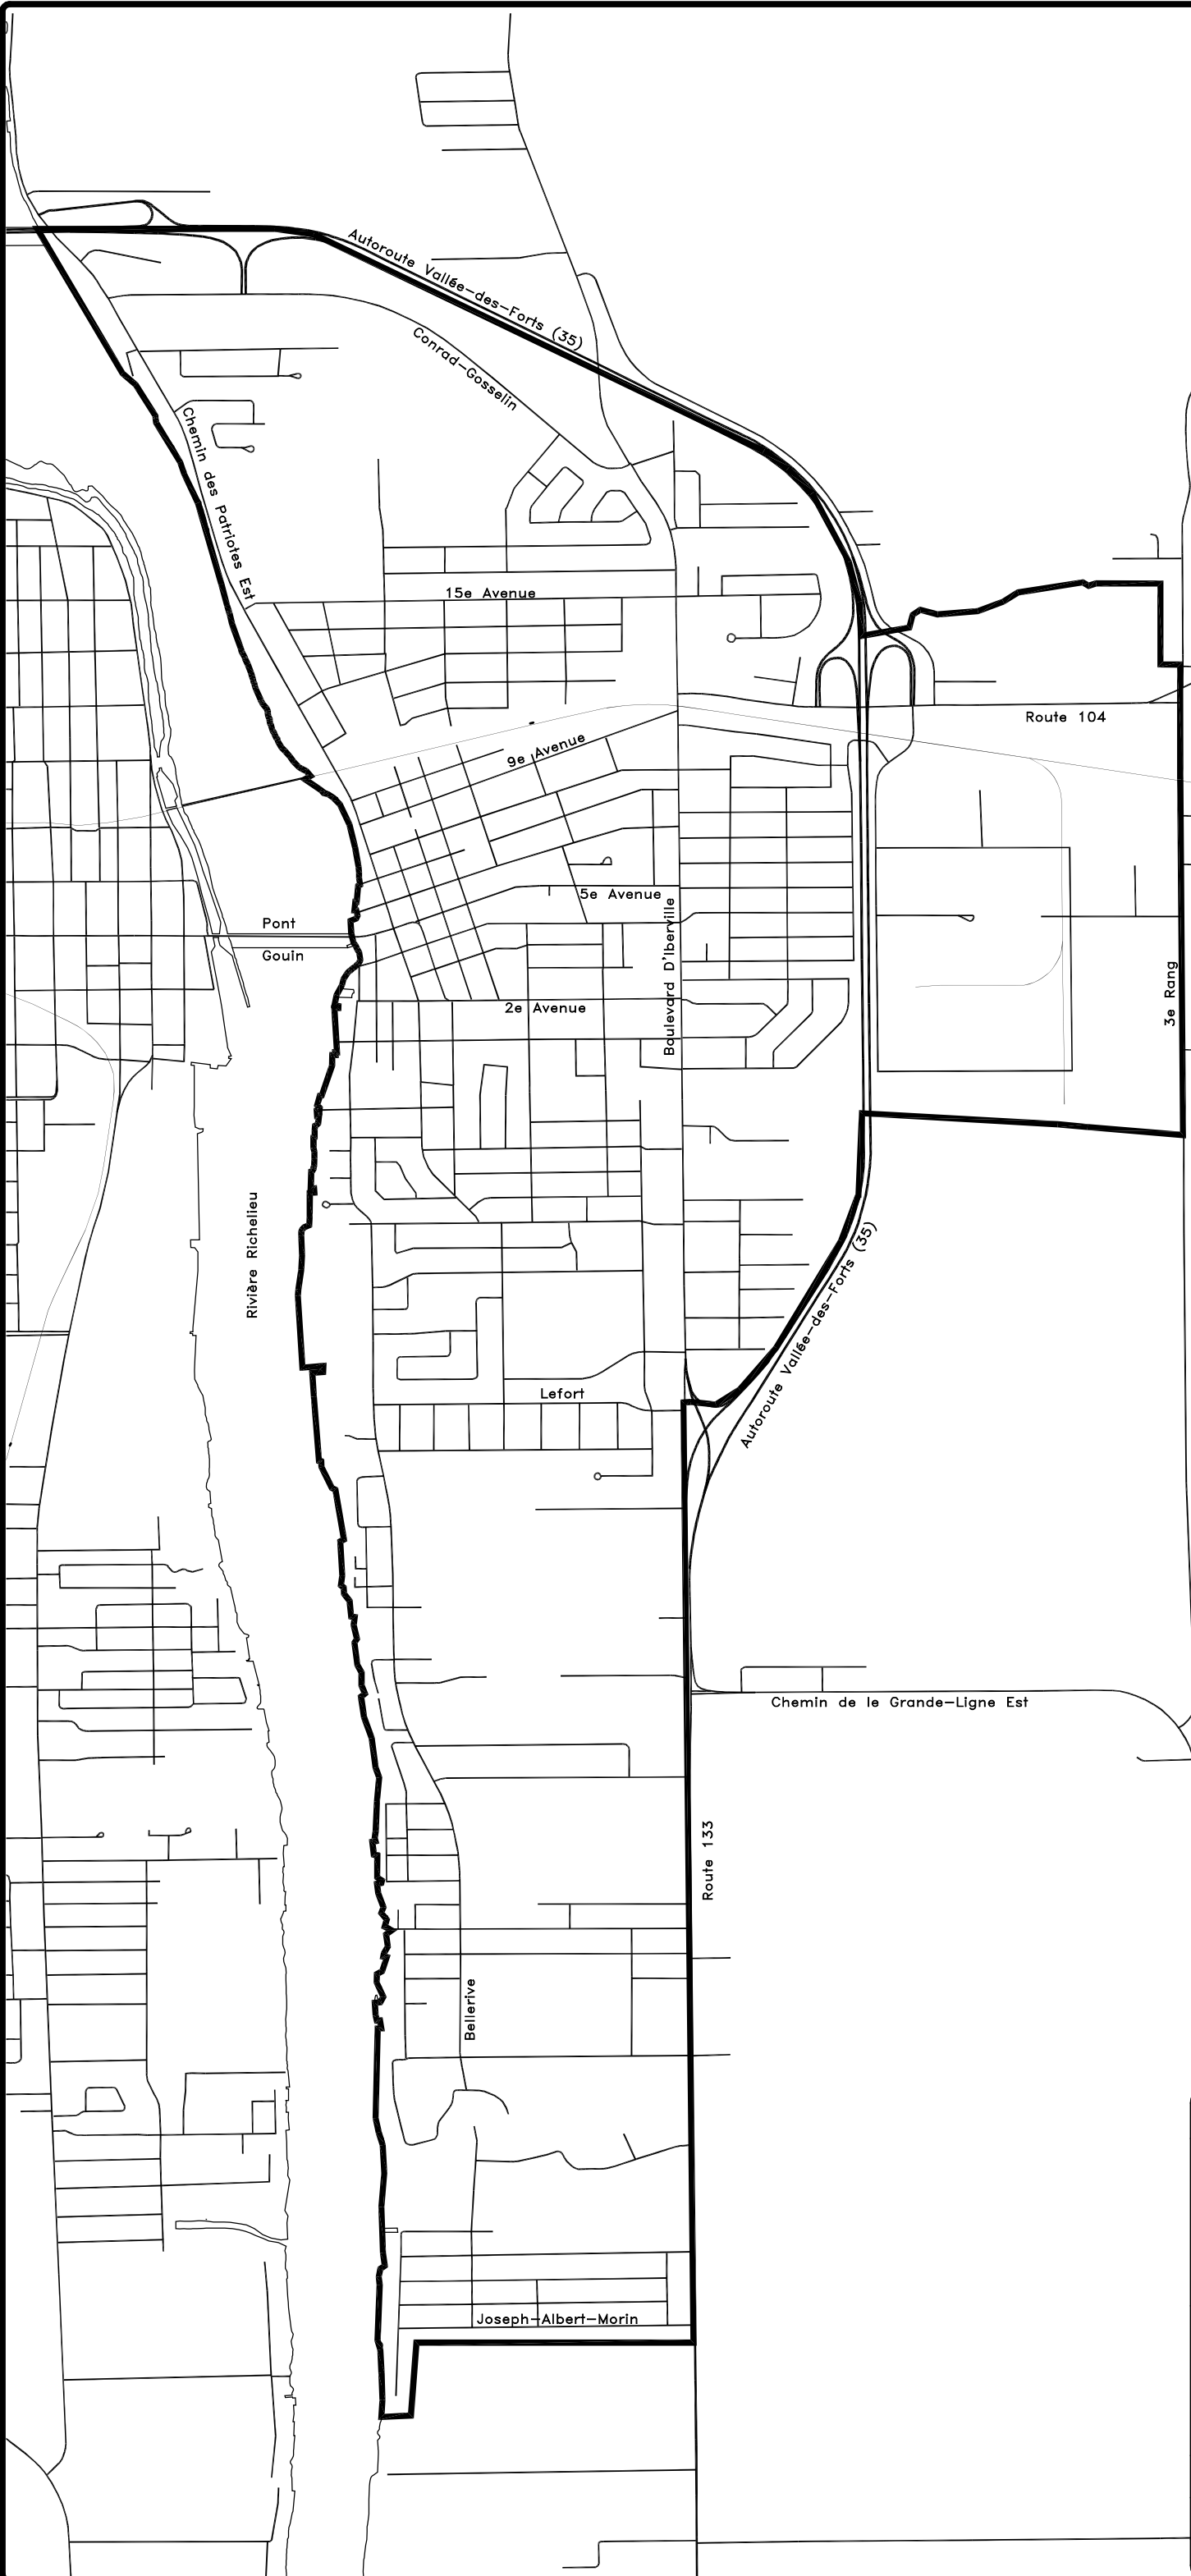 Autoroute Vallée-des-Forts (35)
Conrad-Gosselin
Chemin des Patriotes Est
15e Avenue
Route 104
9e Avenue
5e Avenue
Pont
Gouin
Boulevard D'Iberville
3e Rang
2e Avenue
Rivière Richelieu
Autoroute Vallée-des-Forts (35)
Lefort
Chemin de le Grande-Ligne Est
Route 133
Bellerive
Joseph-Albert-Morin